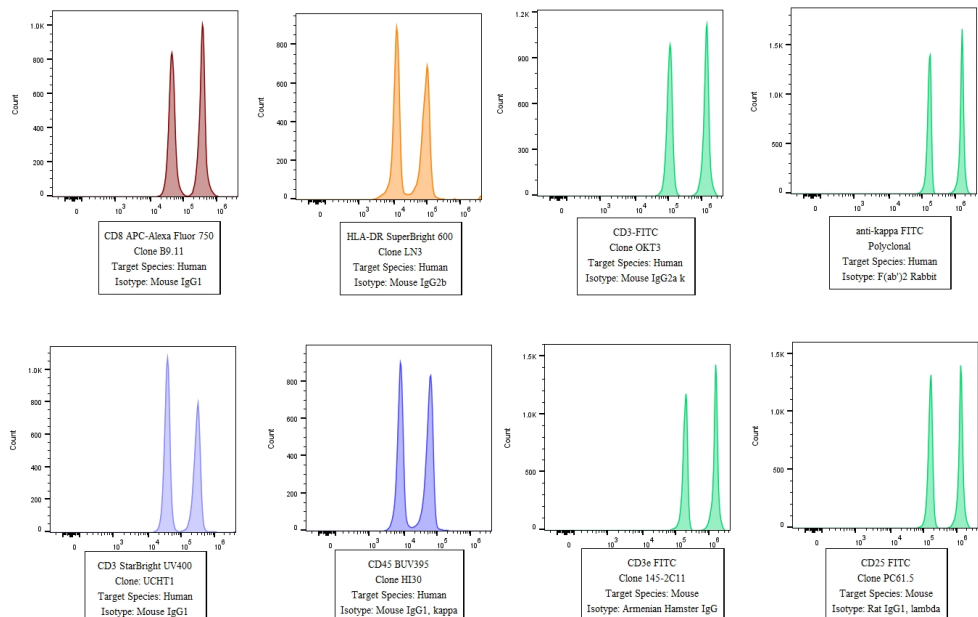 1.0K
800
600
400
200
0
Count
0 10^3 10^4 10^5 10^6
CD8 APC-Alexa Fluor 750
Clone B9.11
Target Species: Human
Isotype: Mouse IgG1
800
600
400
200
0
Count
0 10^3 10^4 10^5 10^6
HLA-DR SuperBright 600
Clone LN3
Target Species: Human
Isotype: Mouse IgG2b
1.2K
900
600
300
0
Count
0 10^3 10^4 10^5 10^6
CD3-FITC
Clone OKT3
Target Species: Human
Isotype: Mouse IgG2a k
1.5K
1.0K
500
0
Count
0 10^3 10^4 10^5 10^6
anti-kappa FITC
Polyclonal
Target Species: Human
Isotype: F(ab')2 Rabbit
1.0K
800
600
400
200
0
Count
0 10^3 10^4 10^5 10^6
CD3 StarBright UV400
Clone: UCHT1
Target Species: Human
Isotype: Mouse IgG1
800
600
400
200
0
Count
0 10^3 10^4 10^5 10^6
CD45 BUV395
Clone HI30
Target Species: Human
Isotype: Mouse IgG1, kappa
1.5K
1.0K
500
0
Count
0 10^3 10^4 10^5 10^6
CD3e FITC
Clone 145-2C11
Target Species: Mouse
Isotype: Armenian Hamster IgG
1.5K
1.0K
500
0
Count
0 10^3 10^4 10^5 10^6
CD25 FITC
Clone PC61.5
Target Species: Mouse
Isotype: Rat IgG1, lambda